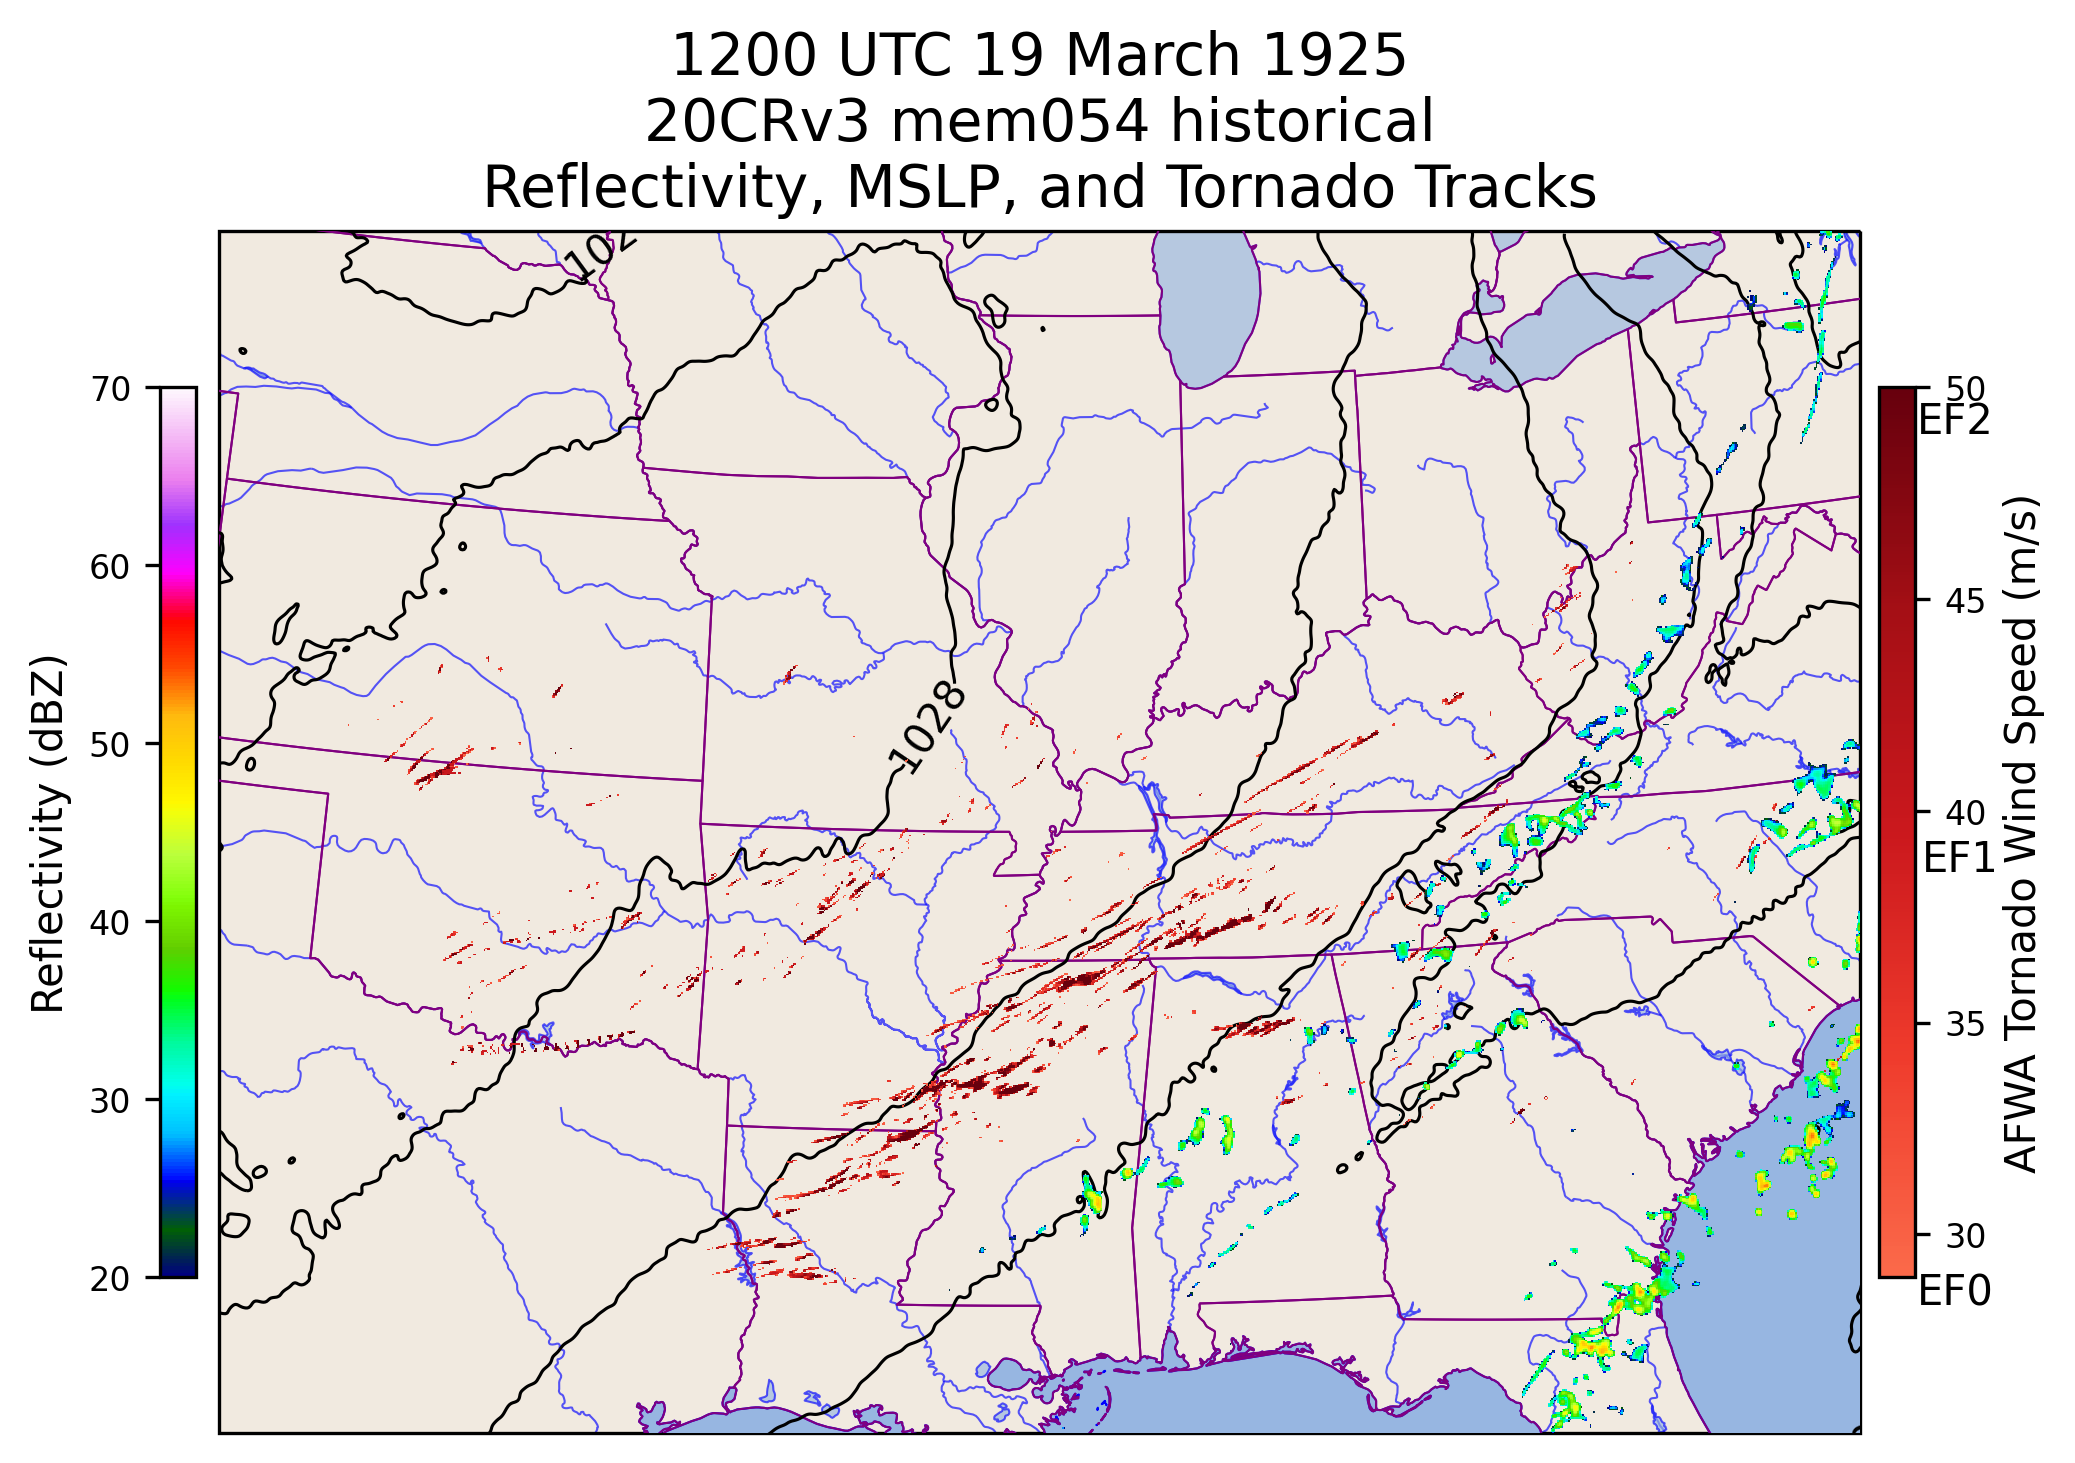 1200 UTC 19 March 1925
20CRv3 mem054 historical
Reflectivity, MSLP, and Tornado Tracks
102
1028
70
60
50
40
30
20
Reflectivity (dBZ)
50
EF2
45
40
EF1
35
30
EF0
AFWA Tornado Wind Speed (m/s)